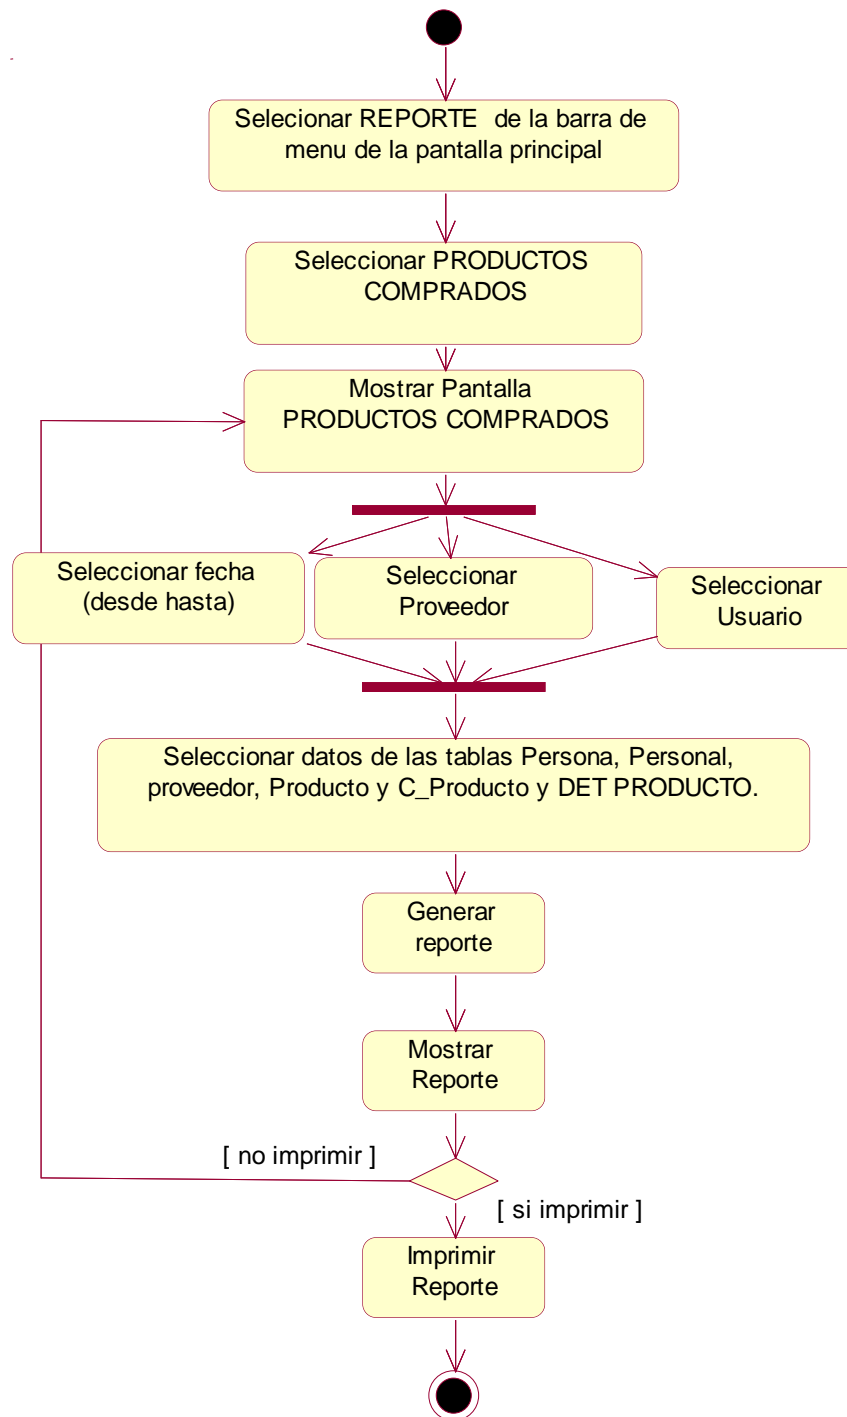 Selecionar REPORTE de la barra de
menu de la pantalla principal
Seleccionar PRODUCTOS
COMPRADOS
Mostrar Pantalla
PRODUCTOS COMPRADOS
Seleccionar fecha
(desde hasta)
Seleccionar
Proveedor
Seleccionar
Usuario
Seleccionar datos de las tablas Persona, Personal,
proveedor, Producto y C_Producto y DET PRODUCTO.
Generar
reporte
Mostrar
Reporte
[ no imprimir ]
[ si imprimir ]
Imprimir
Reporte